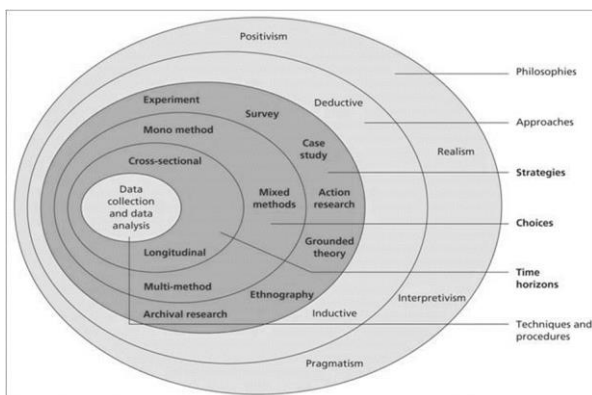 Positivism
Philosophies
Experiment
Survey
Deductive
Approaches
Mono method
Case
study
Realism
Cross-sectional
Strategies
Data
collection
and data
analysis
Mixed
methods
Action
research
Choices
Grounded
theory
Longitudinal
Time
horizons
Multi-method
Ethnography
Interpretivism
Archival research
Inductive
Techniques and
procedures
Pragmatism